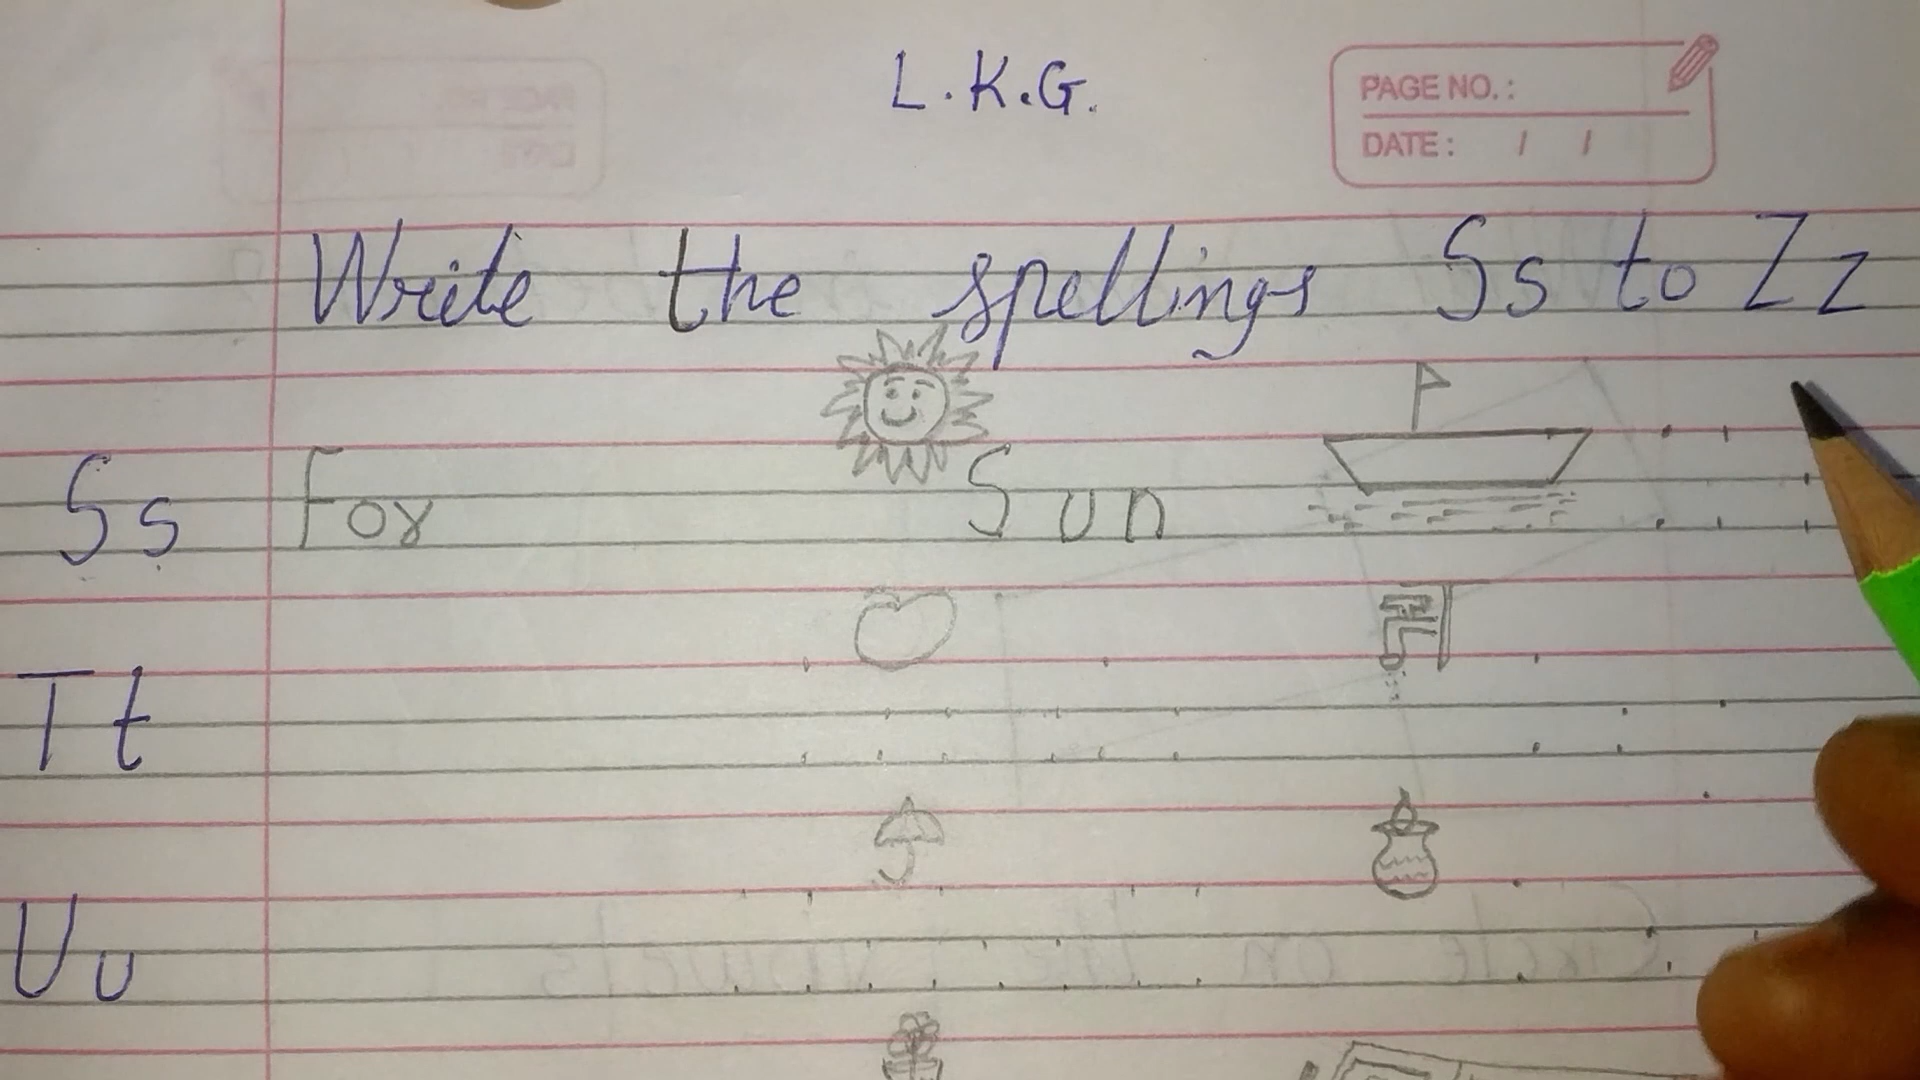 L.K.G.
PAGE NO.:
DATE: / /
Write the spellings Ss to Zz
Ss For Sun
Tt
Uu